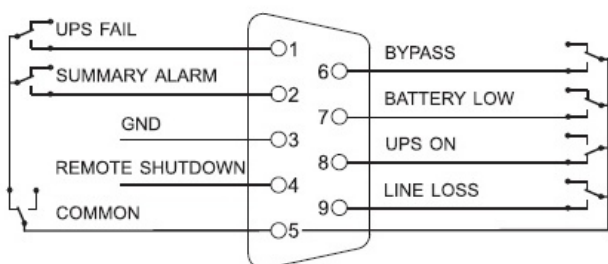 UPS FAIL
1
SUMMARY ALARM
2
GND
3
REMOTE SHUTDOWN
4
COMMON
5
BYPASS
6
BATTERY LOW
7
UPS ON
8
LINE LOSS
9